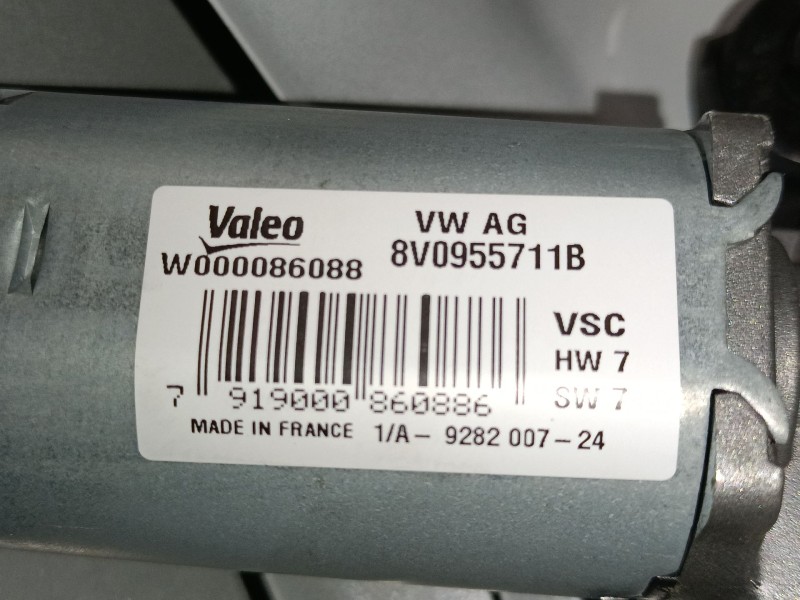 Valeo
W000086088
VW AG
8V0955711B
VSC
HW 7
SW 7
7 919000 860886
MADE IN FRANCE 1/A- 9282 007-24